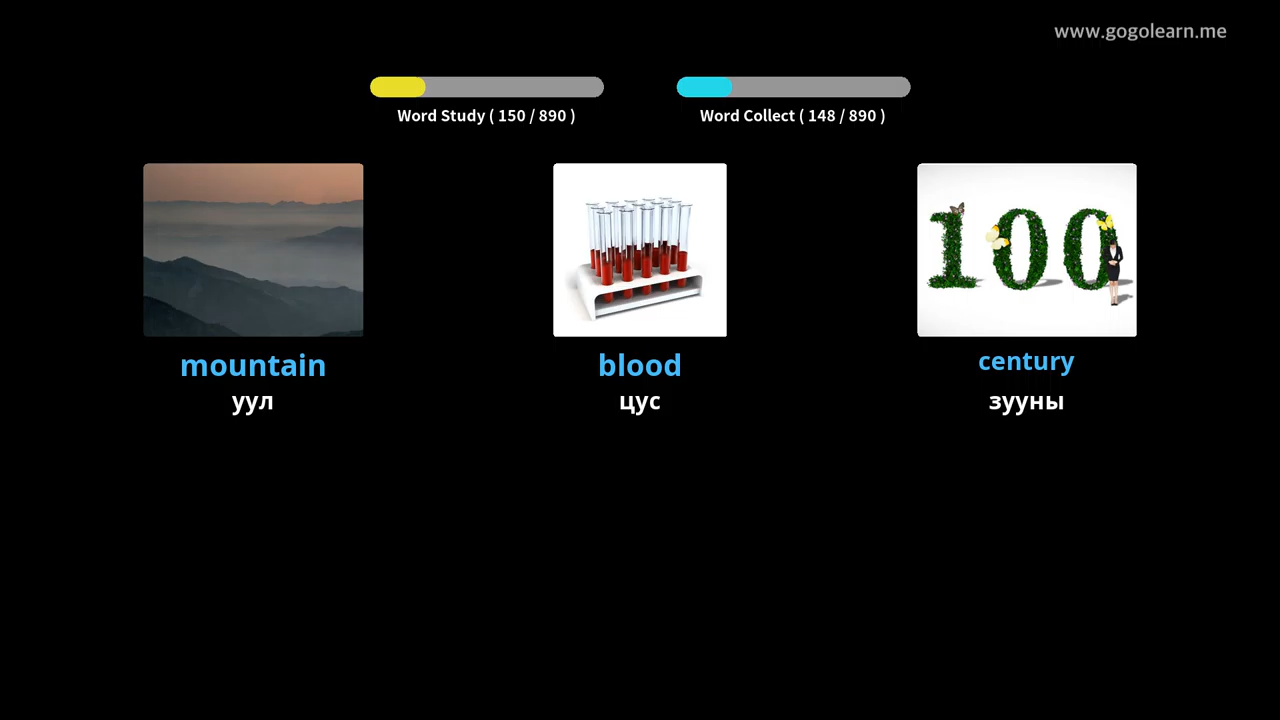 www.gogolearn.me
Word Study ( 150 / 890 )
Word Collect ( 148 / 890 )
100
mountain
blood
century
уул
цус
зууны